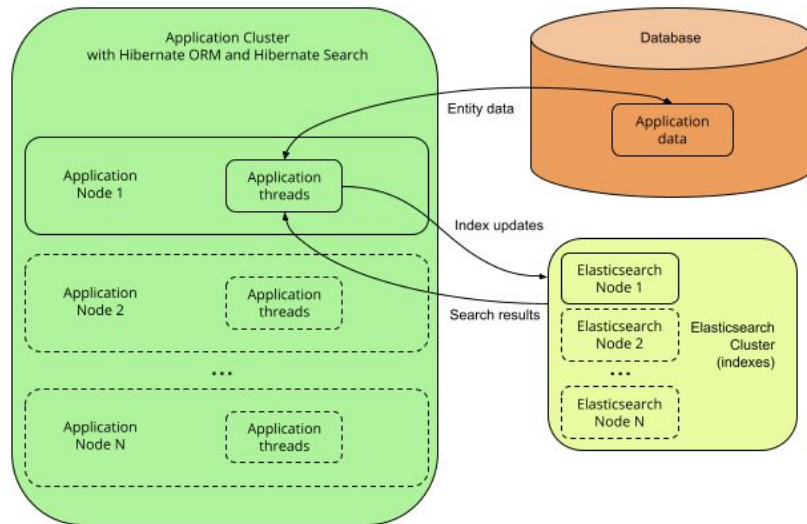 Application Cluster
with Hibernate ORM and Hibernate Search
Database
Entity data
Application
data
Application
Node 1
Application
threads
Index updates
Application
Node 2
Application
threads
Search results
Elasticsearch
Node 1
Elasticsearch
Node 2
...
Elasticsearch
Node N
Elasticsearch
Cluster
(indexes)
...
Application
Node N
Application
threads